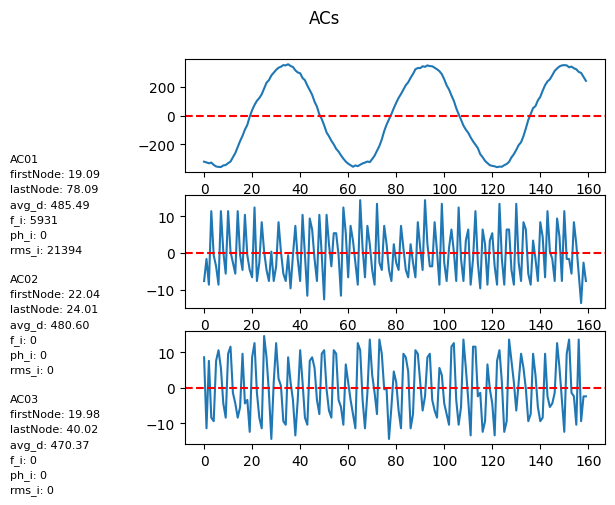 ACs
200
0
−200
0 20 40 60 80 100 120 140 160
10
0
−10
0 20 40 60 80 100 120 140 160
10
0
−10
0 20 40 60 80 100 120 140 160
AC01
firstNode: 19.09
lastNode: 78.09
avg_d: 485.49
f_i: 5931
ph_i: 0
rms_i: 21394
AC02
firstNode: 22.04
lastNode: 24.01
avg_d: 480.60
f_i: 0
ph_i: 0
rms_i: 0
AC03
firstNode: 19.98
lastNode: 40.02
avg_d: 470.37
f_i: 0
ph_i: 0
rms_i: 0